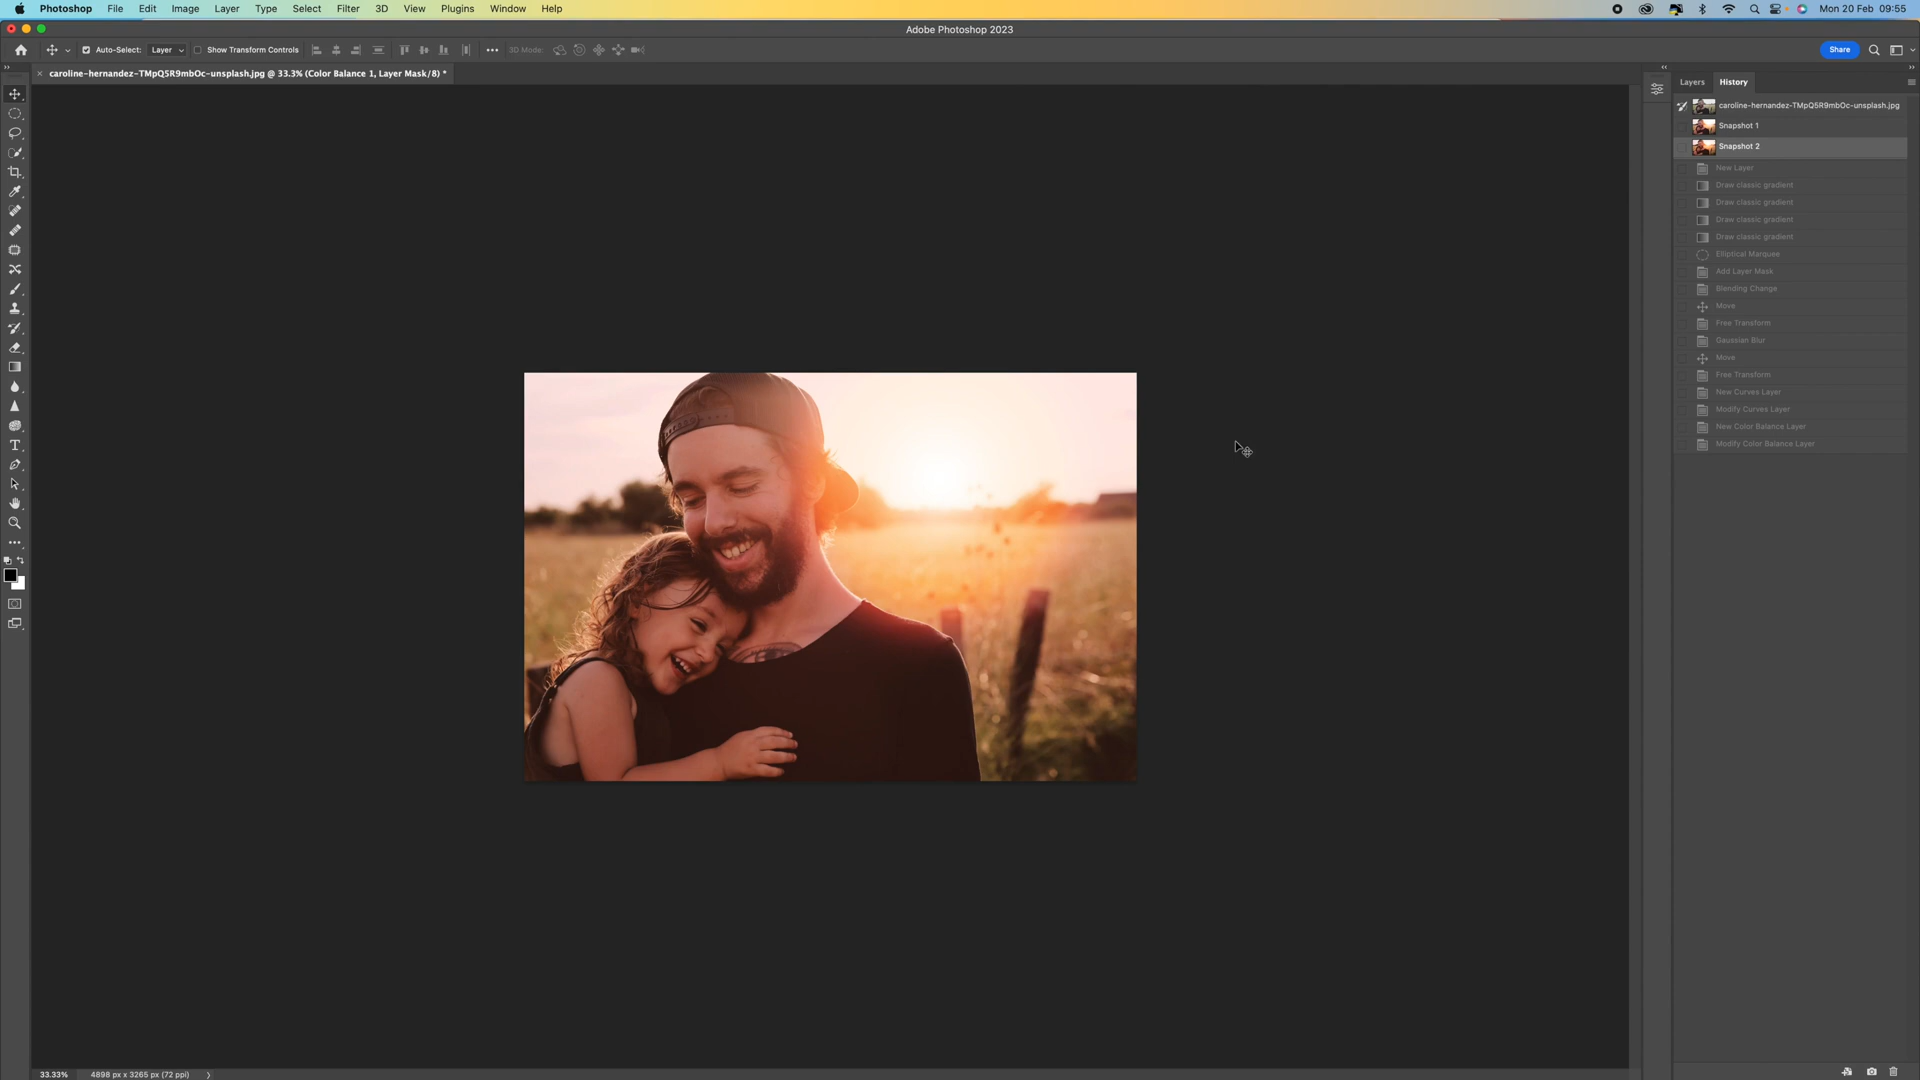 Photoshop File Edit Image Layer Type Select Filter 3D View Plugins Window Help Mon 20 Feb 09:55
Adobe Photoshop 2023
Auto-Select: Layer Show Transform Controls 3D Mode: Share
caroline-hernandez-TMpQ5R9mbOc-unsplash.jpg @ 33.3% (Color Balance 1, Layer Mask/8) *
Layers History
caroline-hernandez-TMpQ5R9mbOc-unsplash.jpg
Snapshot 1
Snapshot 2
New Layer
Draw classic gradient
Draw classic gradient
Draw classic gradient
Draw classic gradient
Elliptical Marquee
Add Layer Mask
Blending Change
Move
Free Transform
Gaussian Blur
Move
Free Transform
New Curves Layer
Modify Curves Layer
New Color Balance Layer
Modify Color Balance Layer
33.33% 4898 px x 3265 px (72 ppi)